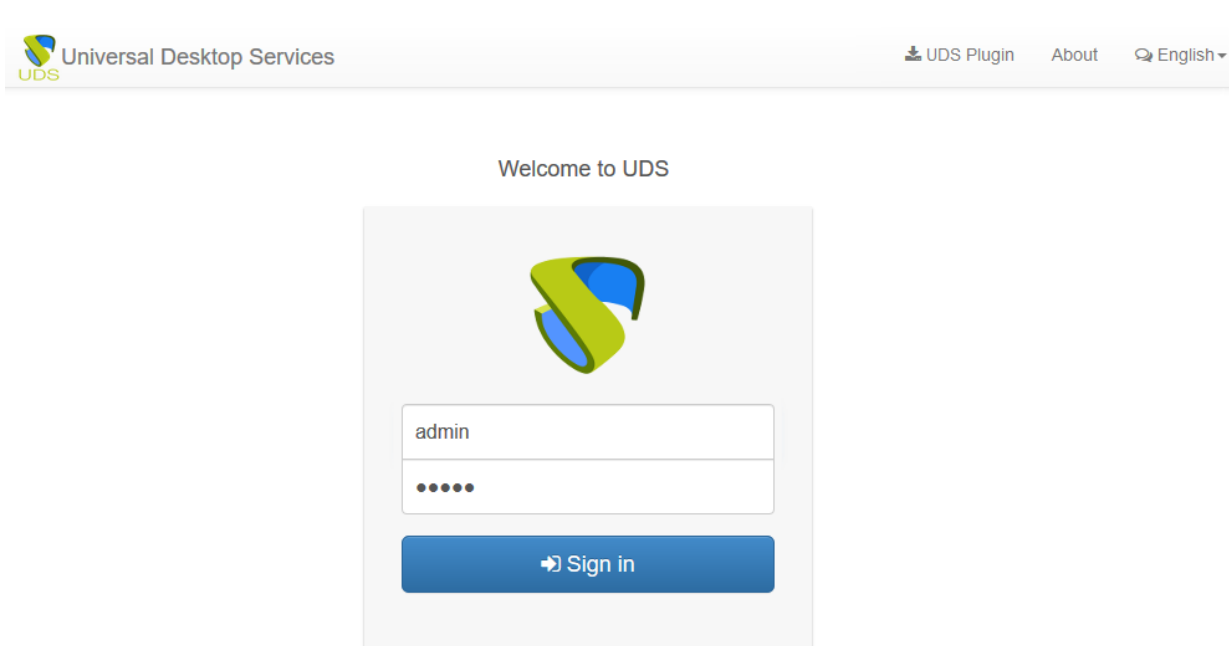 Universal Desktop Services
UDS
UDS Plugin About English
Welcome to UDS
admin
•••••
Sign in